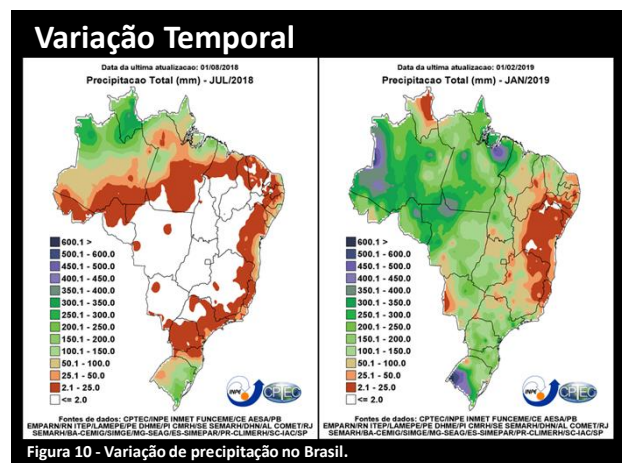 Variação Temporal
Data da ultima atualizacao: 01/08/2018
Precipitacao Total (mm) - JUL/2018
600.1 >
500.1 - 600.0
450.1 - 500.0
400.1 - 450.0
350.1 - 400.0
300.1 - 350.0
250.1 - 300.0
200.1 - 250.0
150.1 - 200.0
100.1 - 150.0
50.1 - 100.0
25.1 - 50.0
2.1 - 25.0
<= 2.0
INPE
CPTEC
Fontes de dados: CPTEC/INPE INMET FUNCEME/CE AESA/PB
EMPARN/RN ITEP/LAMEPE/PE DHME/PI CMRH/SE SEMARH/DHN/AL COMET/RJ
SEMARH/BA-CEMIG/SIMGE/MG-SEAG/ES-SIMEPAR/PR-CLIMERH/SC-IAC/SP
Data da ultima atualizacao: 01/02/2019
Precipitacao Total (mm) - JAN/2019
600.1 >
500.1 - 600.0
450.1 - 500.0
400.1 - 450.0
350.1 - 400.0
300.1 - 350.0
250.1 - 300.0
200.1 - 250.0
150.1 - 200.0
100.1 - 150.0
50.1 - 100.0
25.1 - 50.0
2.1 - 25.0
<= 2.0
INPE
CPTEC
Fontes de dados: CPTEC/INPE INMET FUNCEME/CE AESA/PB
EMPARN/RN ITEP/LAMEPE/PE DHME/PI CMRH/SE SEMARH/DHN/AL COMET/RJ
SEMARH/BA-CEMIG/SIMGE/MG-SEAG/ES-SIMEPAR/PR-CLIMERH/SC-IAC/SP
Figura 10 - Variação de precipitação no Brasil.